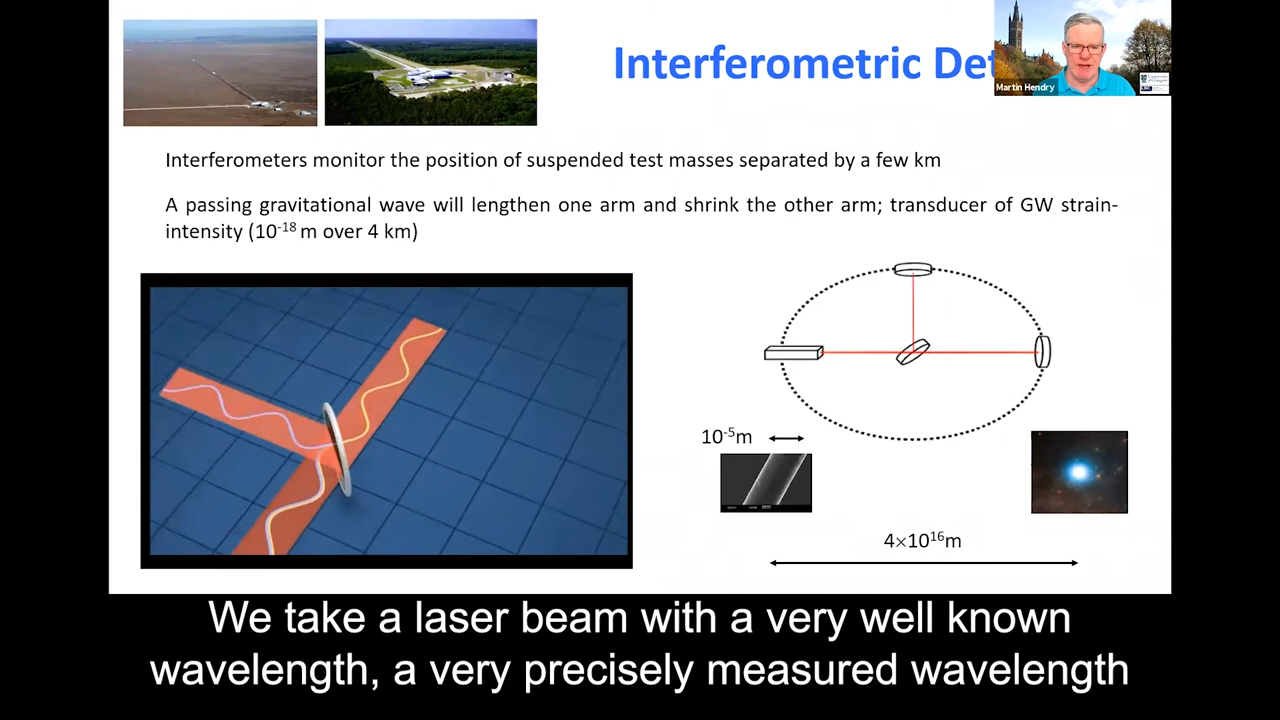 Interferometric Det
Martin Hendry
Interferometers monitor the position of suspended test masses separated by a few km
A passing gravitational wave will lengthen one arm and shrink the other arm; transducer of GW strain-
intensity (10⁻¹⁸ m over 4 km)
10⁻⁵m
4×10¹⁶m
We take a laser beam with a very well known
wavelength, a very precisely measured wavelength